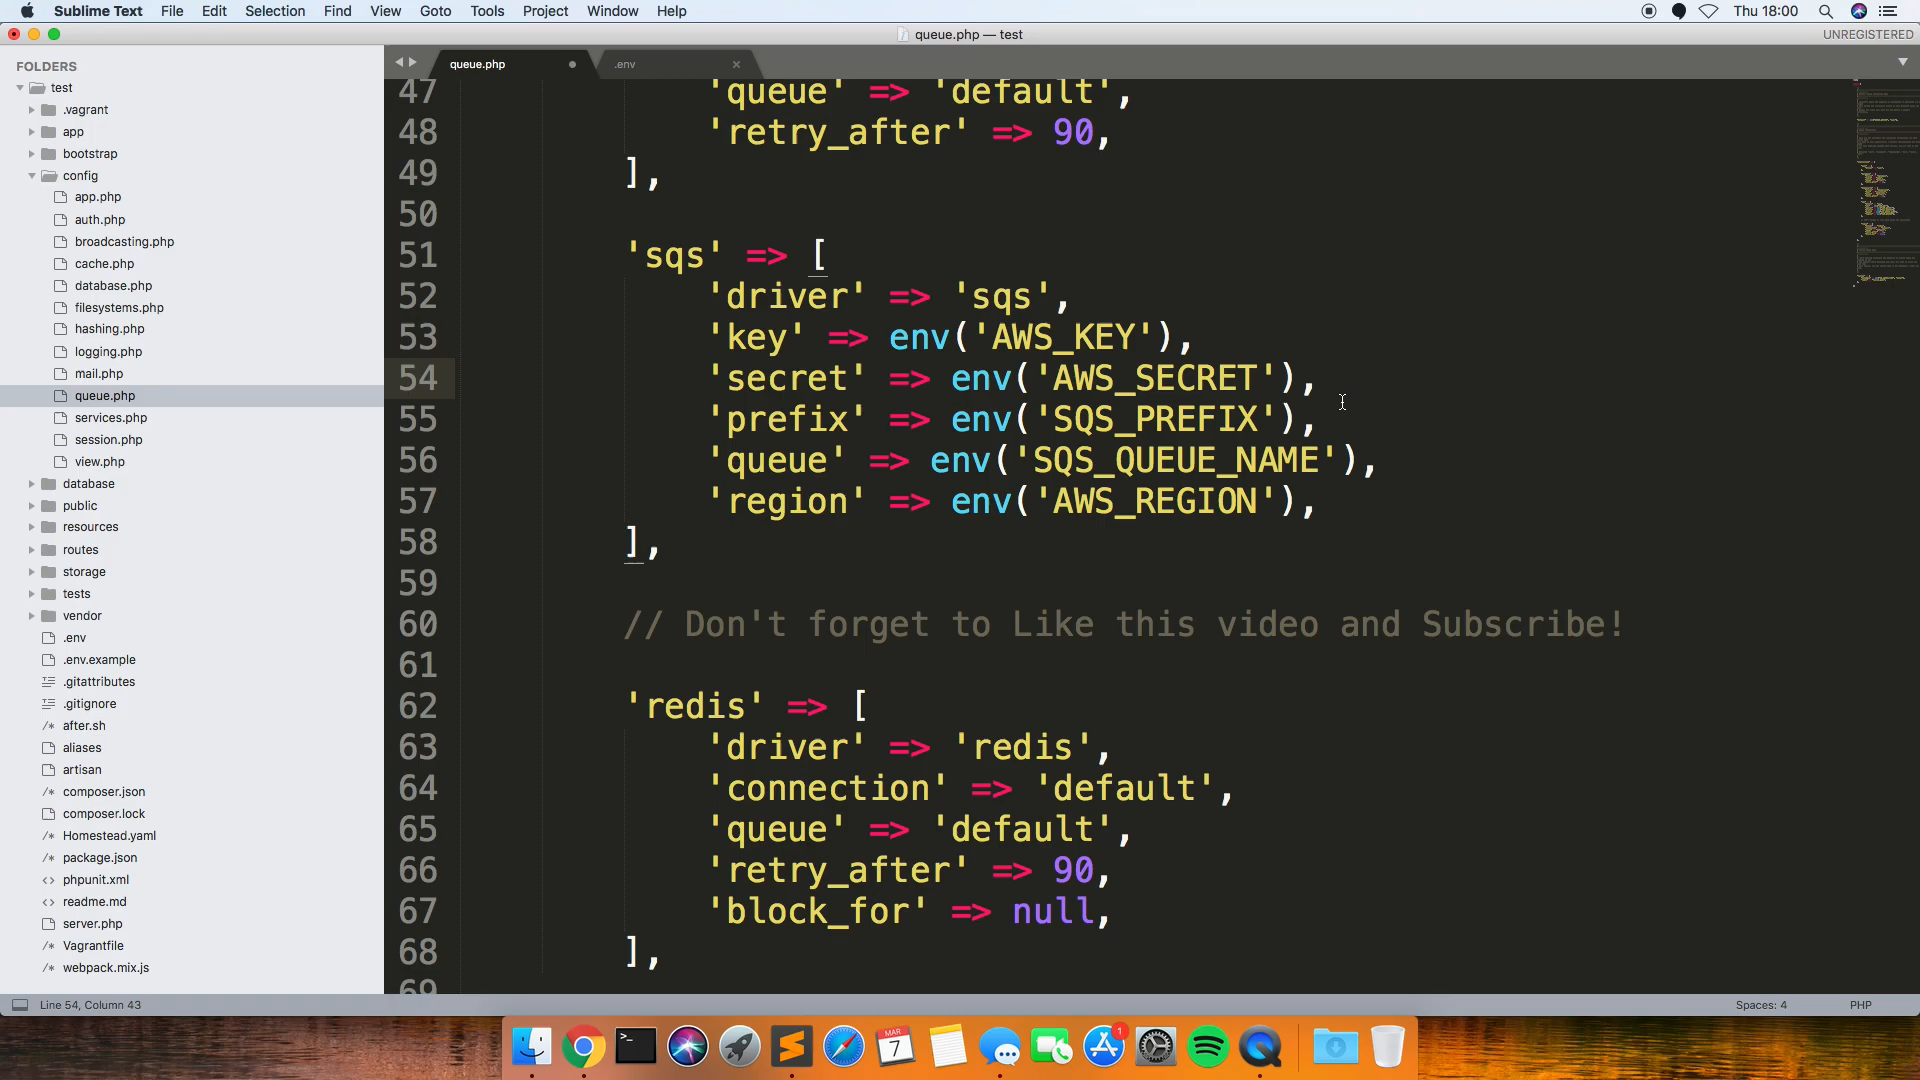 Sublime Text File Edit Selection Find View Goto Tools Project Window Help Thu 18:00
queue.php — test UNREGISTERED
FOLDERS
test
.vagrant
app
bootstrap
config
app.php
auth.php
broadcasting.php
cache.php
database.php
filesystems.php
hashing.php
logging.php
mail.php
queue.php
services.php
session.php
view.php
database
public
resources
routes
storage
tests
vendor
.env
.env.example
.gitattributes
.gitignore
after.sh
aliases
artisan
composer.json
composer.lock
Homestead.yaml
package.json
phpunit.xml
readme.md
server.php
Vagrantfile
webpack.mix.js
queue.php .env
47 'queue' => 'default',
48 'retry_after' => 90,
49 ],
50
51 'sqs' => [
52 'driver' => 'sqs',
53 'key' => env('AWS_KEY'),
54 'secret' => env('AWS_SECRET'),
55 'prefix' => env('SQS_PREFIX'),
56 'queue' => env('SQS_QUEUE_NAME'),
57 'region' => env('AWS_REGION'),
58 ],
59
60 // Don't forget to Like this video and Subscribe!
61
62 'redis' => [
63 'driver' => 'redis',
64 'connection' => 'default',
65 'queue' => 'default',
66 'retry_after' => 90,
67 'block_for' => null,
68 ],
69
Line 54, Column 43 Spaces: 4 PHP
MAR
7
1